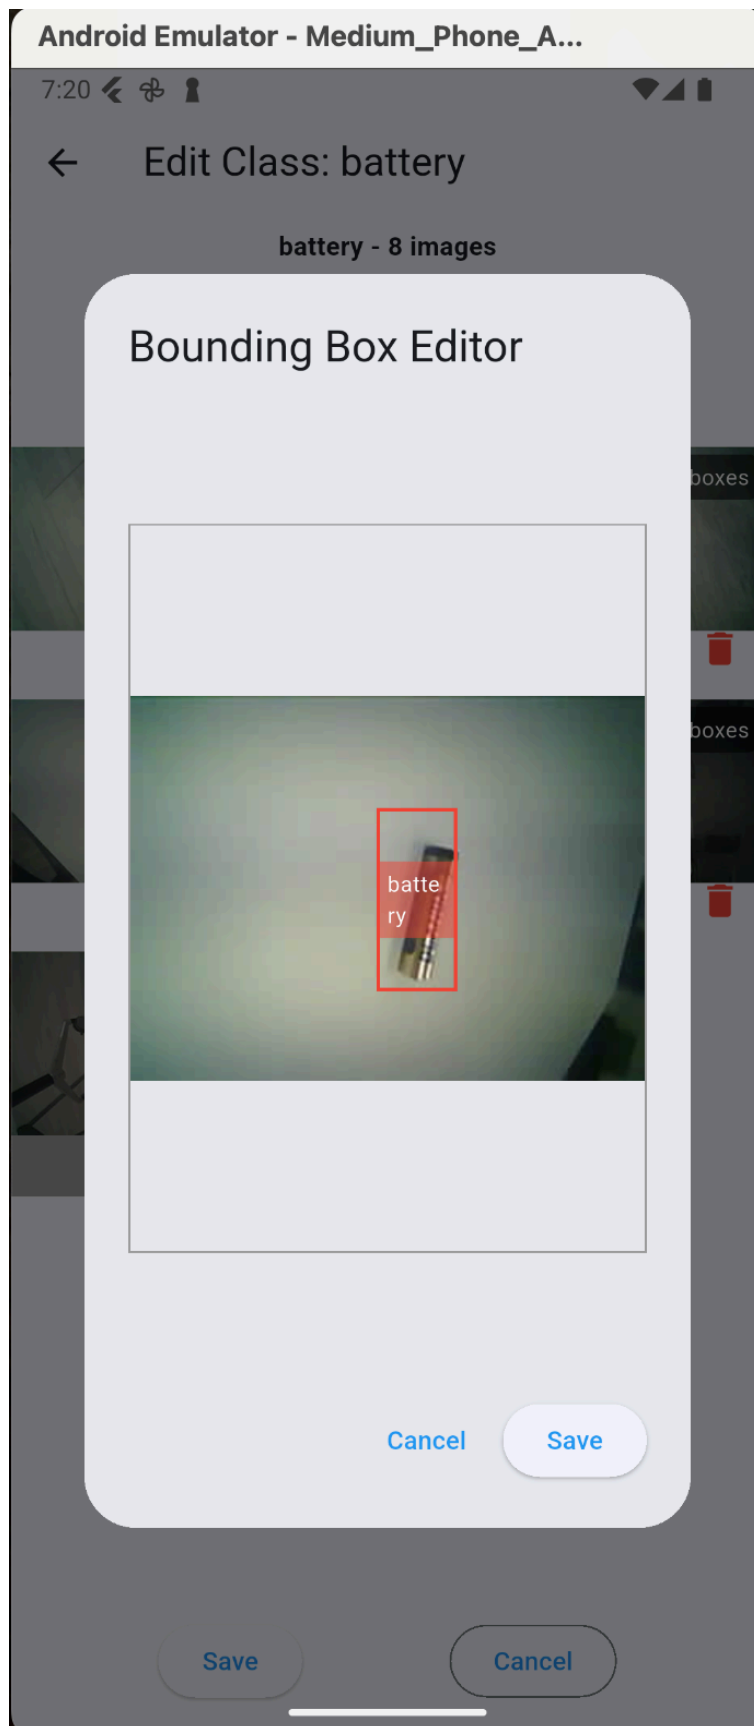 Android Emulator - Medium_Phone_A...
7:20
Edit Class: battery
battery - 8 images
Bounding Box Editor
boxes
boxes
batte
ry
Cancel
Save
Save
Cancel